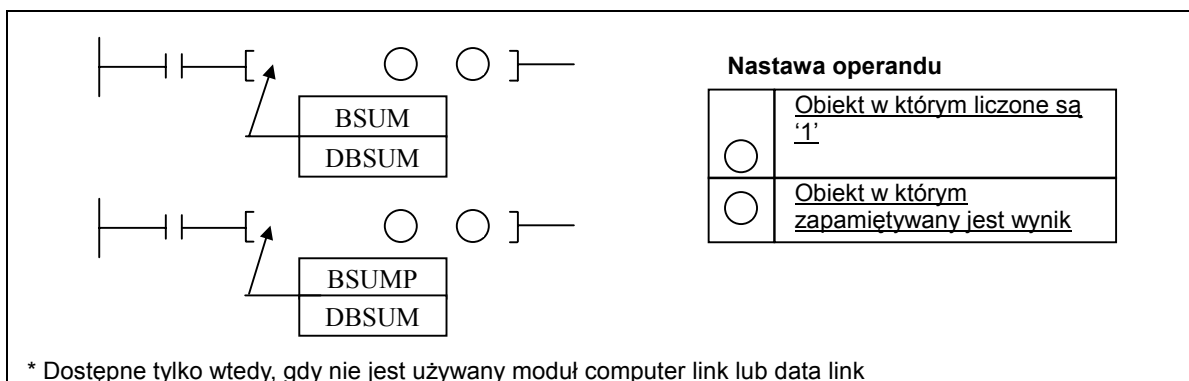 BSUM
DBSUM
BSUMP
DBSUM
Nastawa operandu
Obiekt w którym liczone są
‘1’
Obiekt w którym
zapamiętywany jest wynik
* Dostępne tylko wtedy, gdy nie jest używany moduł computer link lub data link